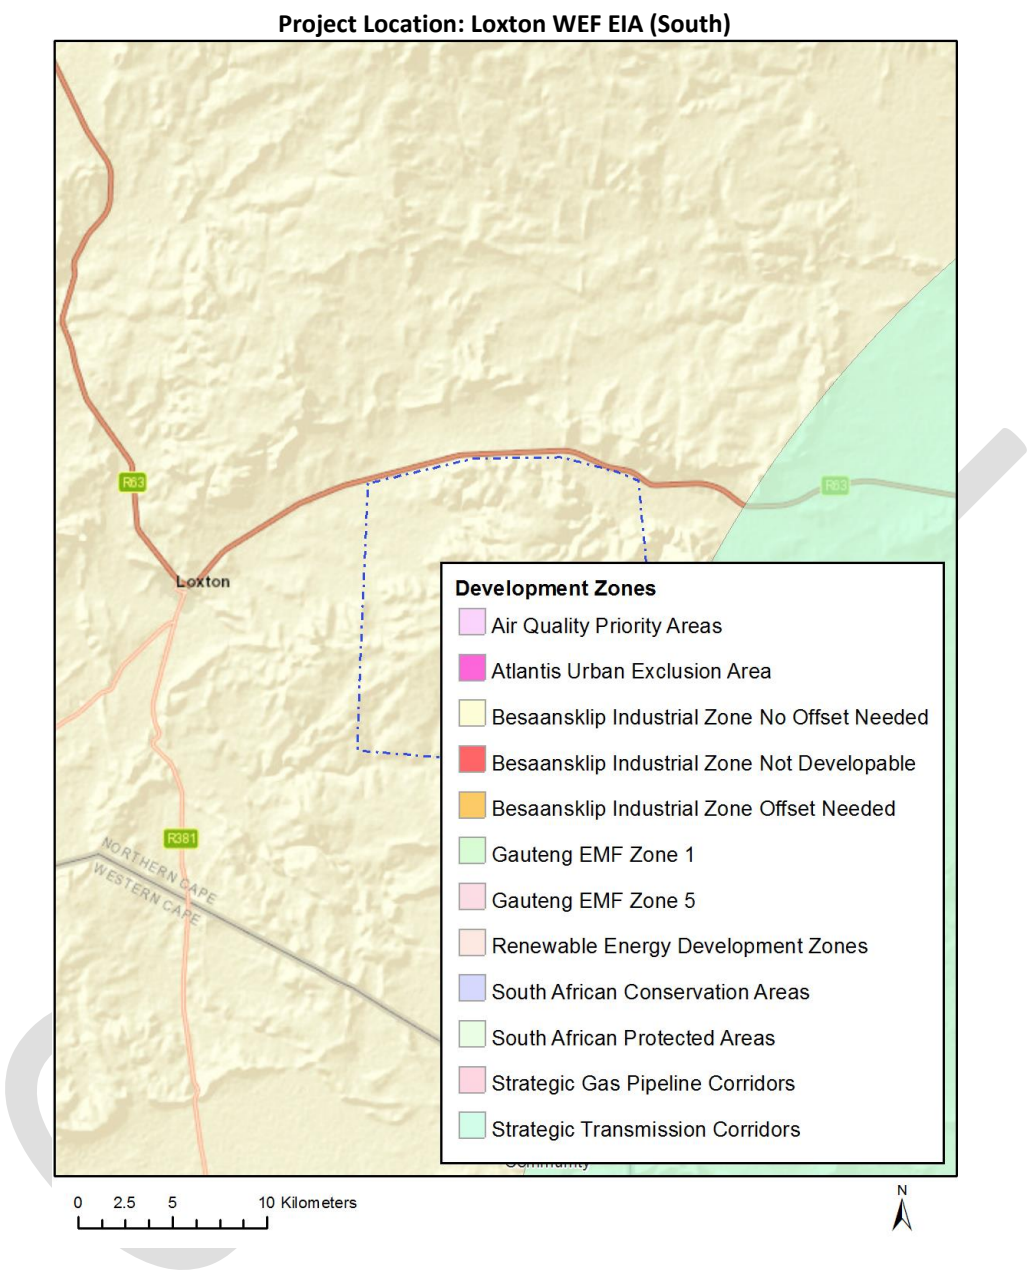 Project Location: Loxton WEF EIA (South)
R63
R63
Loxton
Development Zones
Air Quality Priority Areas
Atlantis Urban Exclusion Area
Besaansklip Industrial Zone No Offset Needed
Besaansklip Industrial Zone Not Developable
Besaansklip Industrial Zone Offset Needed
R381
NORTHERN CAPE
WESTERN CAPE
Gauteng EMF Zone 1
Gauteng EMF Zone 5
Renewable Energy Development Zones
South African Conservation Areas
South African Protected Areas
Strategic Gas Pipeline Corridors
Strategic Transmission Corridors
0 2.5 5 10 Kilometers
N